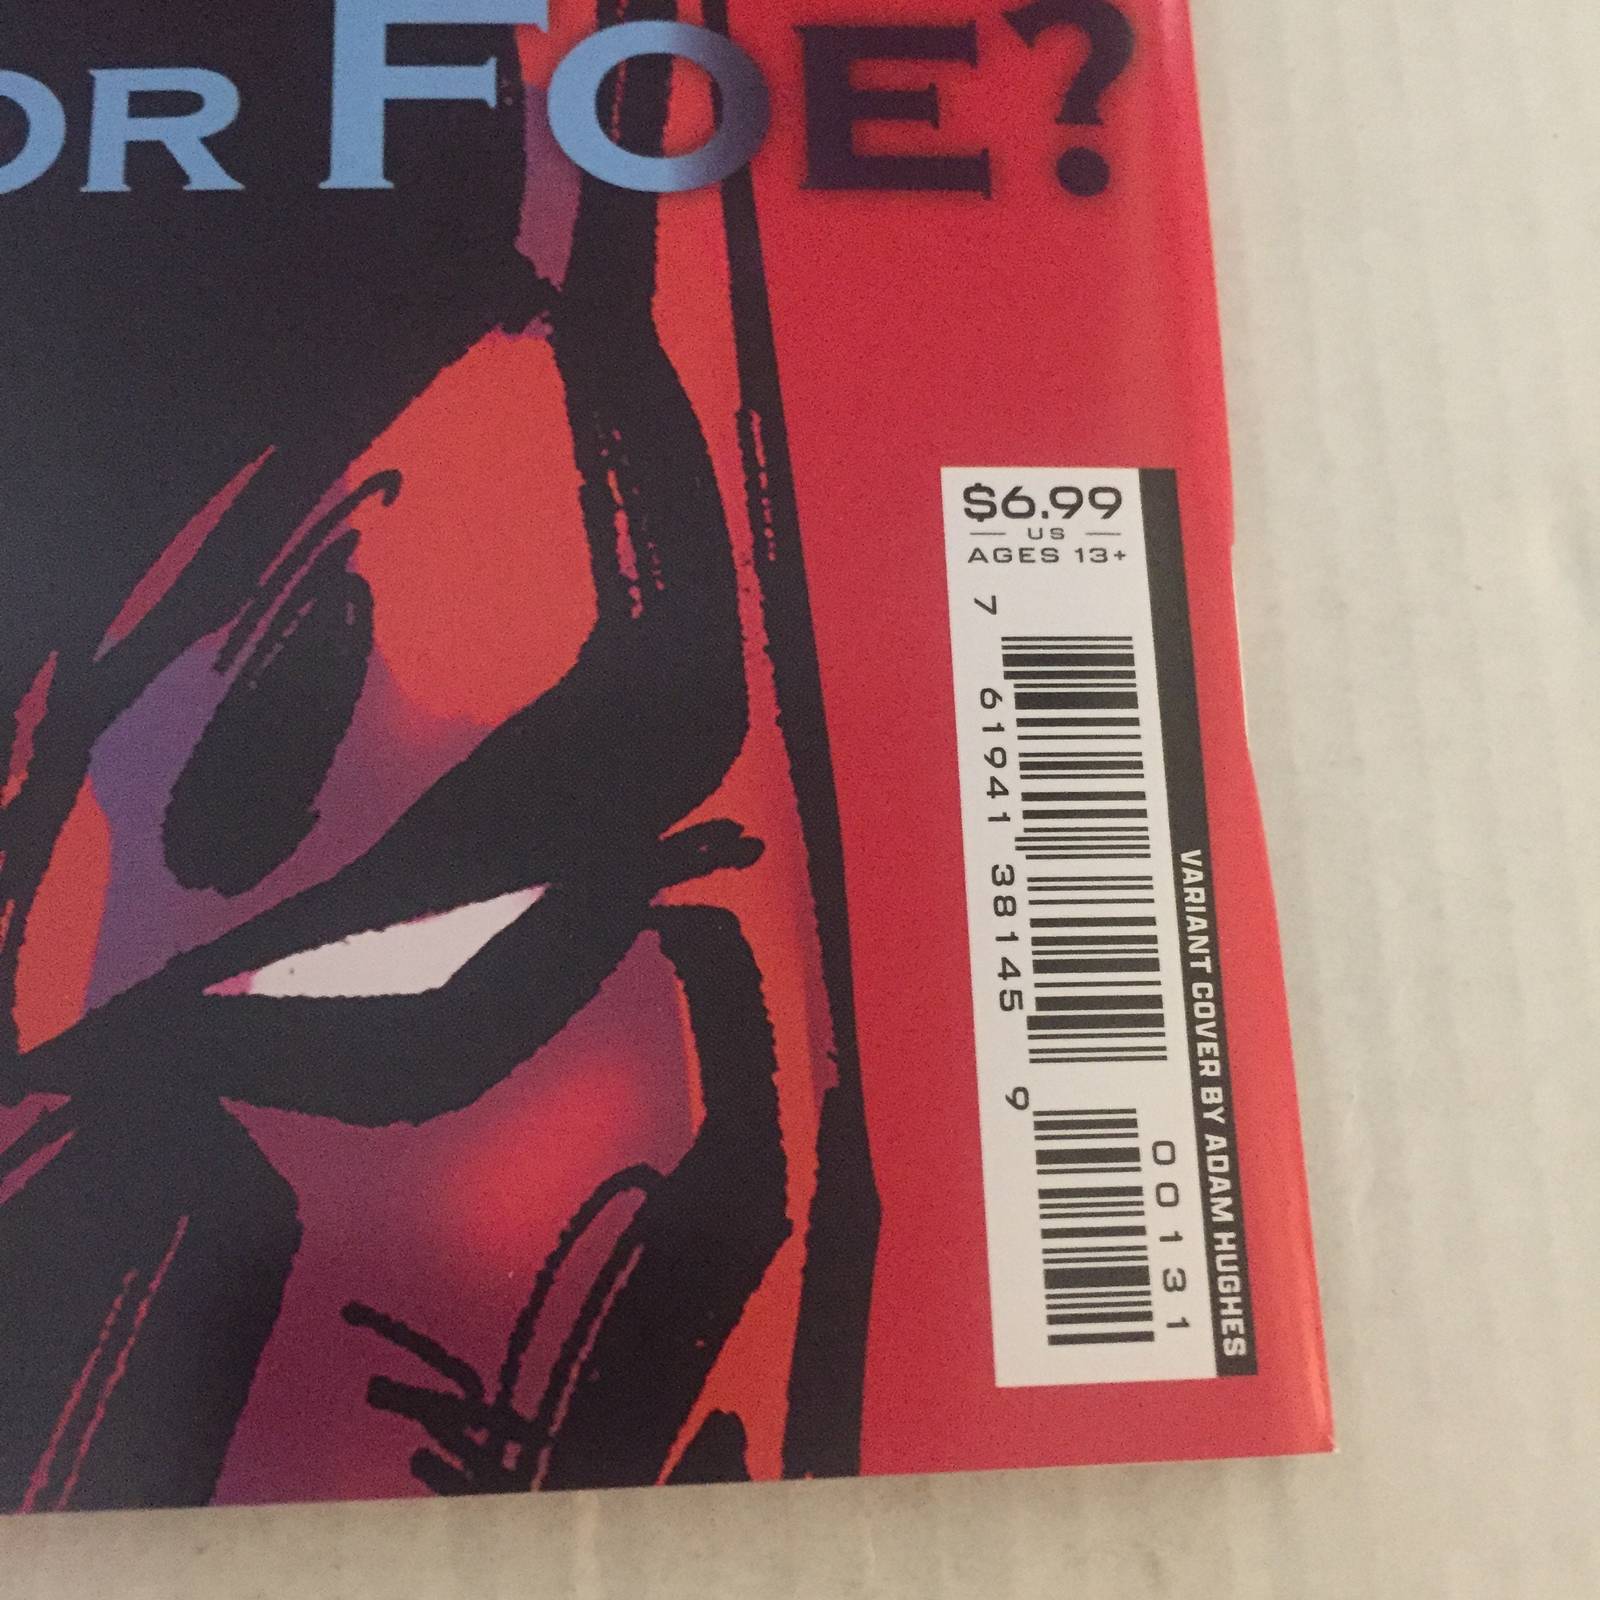 OR FOE?
$6.99
US
AGES 13+
7 61941 38145 9
00131
VARIANT COVER BY ADAM HUGHES